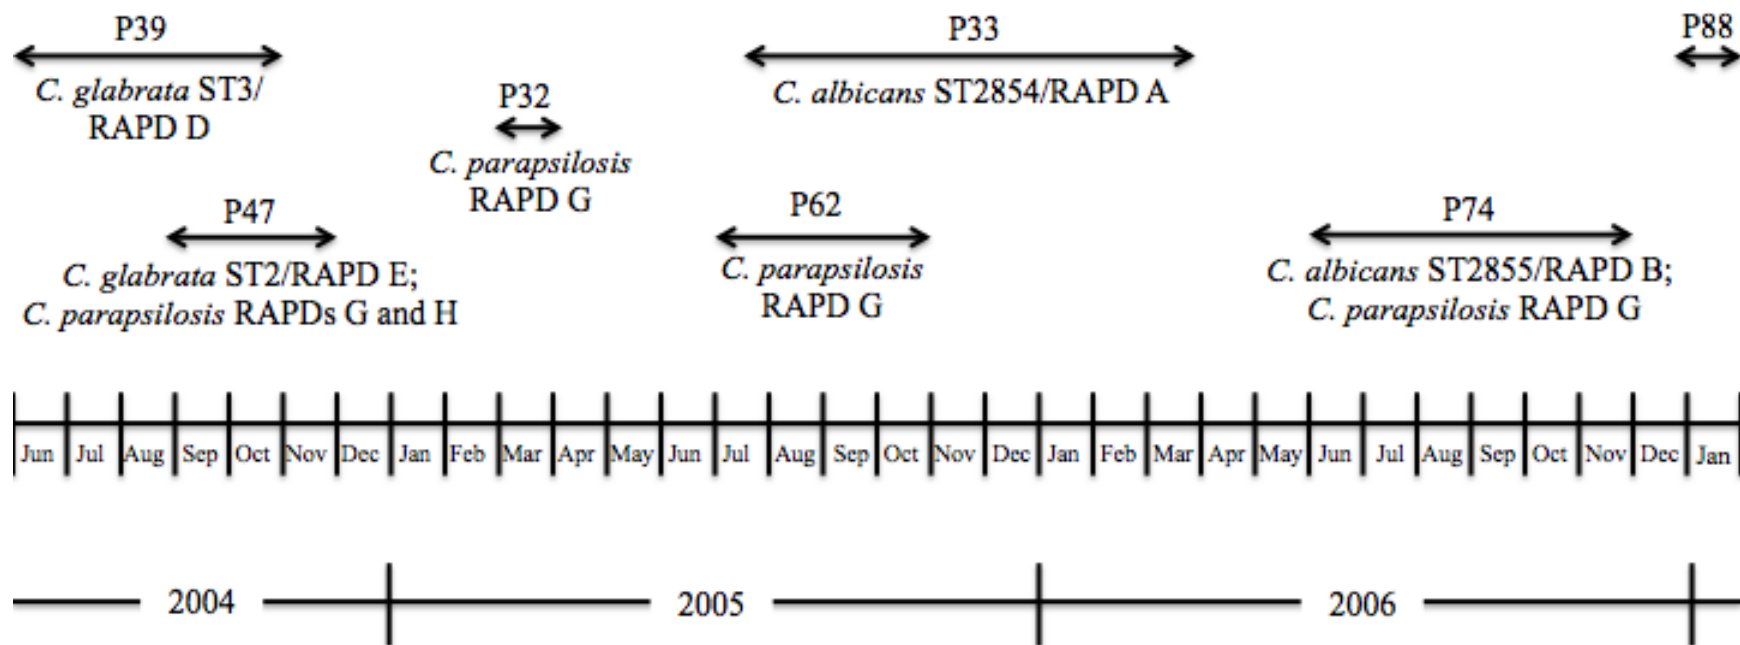 P39
C. glabrata ST3/
RAPD D
P32
C. parapsilosis
RAPD G
P33
C. albicans ST2854/RAPD A
P88
P47
C. glabrata ST2/RAPD E;
C. parapsilosis RAPDs G and H
P62
C. parapsilosis
RAPD G
P74
C. albicans ST2855/RAPD B;
C. parapsilosis RAPD G
Jun Jul Aug Sep Oct Nov Dec Jan Feb Mar Apr May Jun Jul Aug Sep Oct Nov Dec Jan Feb Mar Apr May Jun Jul Aug Sep Oct Nov Dec Jan
2004 2005 2006